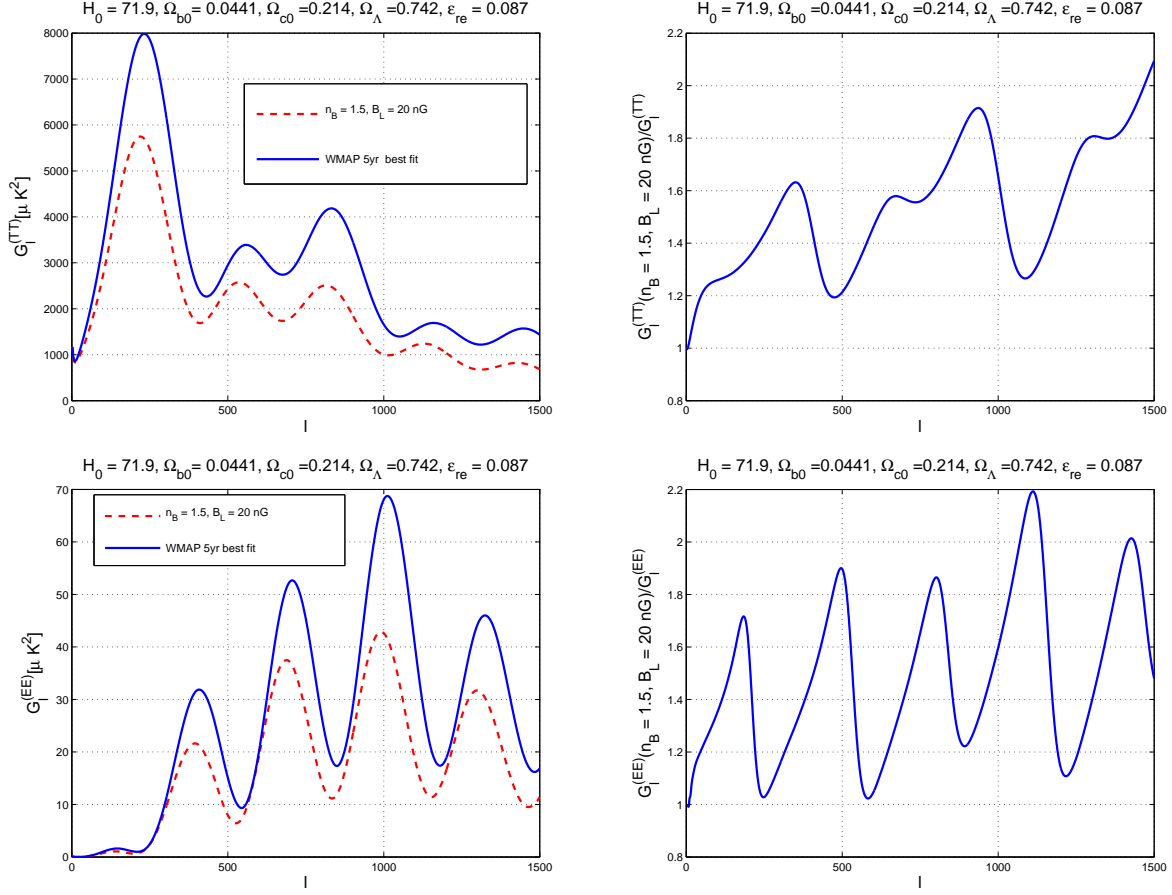 H_0 = 71.9, Ω_b0 = 0.0441, Ω_c0 =0.214, Ω_Λ =0.742, ε_re = 0.087
8000
7000
6000
5000
4000
3000
2000
1000
0
G_l^(TT)[μ K^2]
n_B = 1.5, B_L = 20 nG
WMAP 5yr best fit
0 500 1000 1500
l
H_0 = 71.9, Ω_b0 =0.0441, Ω_c0 =0.214, Ω_Λ =0.742, ε_re = 0.087
2.2
2
1.8
1.6
1.4
1.2
1
0.8
G_l^(TT)(n_B = 1.5, B_L = 20 nG)/G_l^(TT)
0 500 1000 1500
l
H_0 = 71.9, Ω_b0 = 0.0441, Ω_c0 =0.214, Ω_Λ =0.742, ε_re = 0.087
70
60
50
40
30
20
10
0
G_l^(EE)[μ K^2]
n_B = 1.5, B_L = 20 nG
WMAP 5yr best fit
0 500 1000 1500
l
H_0 = 71.9, Ω_b0 =0.0441, Ω_c0 =0.214, Ω_Λ =0.742, ε_re = 0.087
2.2
2
1.8
1.6
1.4
1.2
1
0.8
G_l^(EE)(n_B = 1.5, B_L = 20 nG)/G_l^(EE)
0 500 1000 1500
l